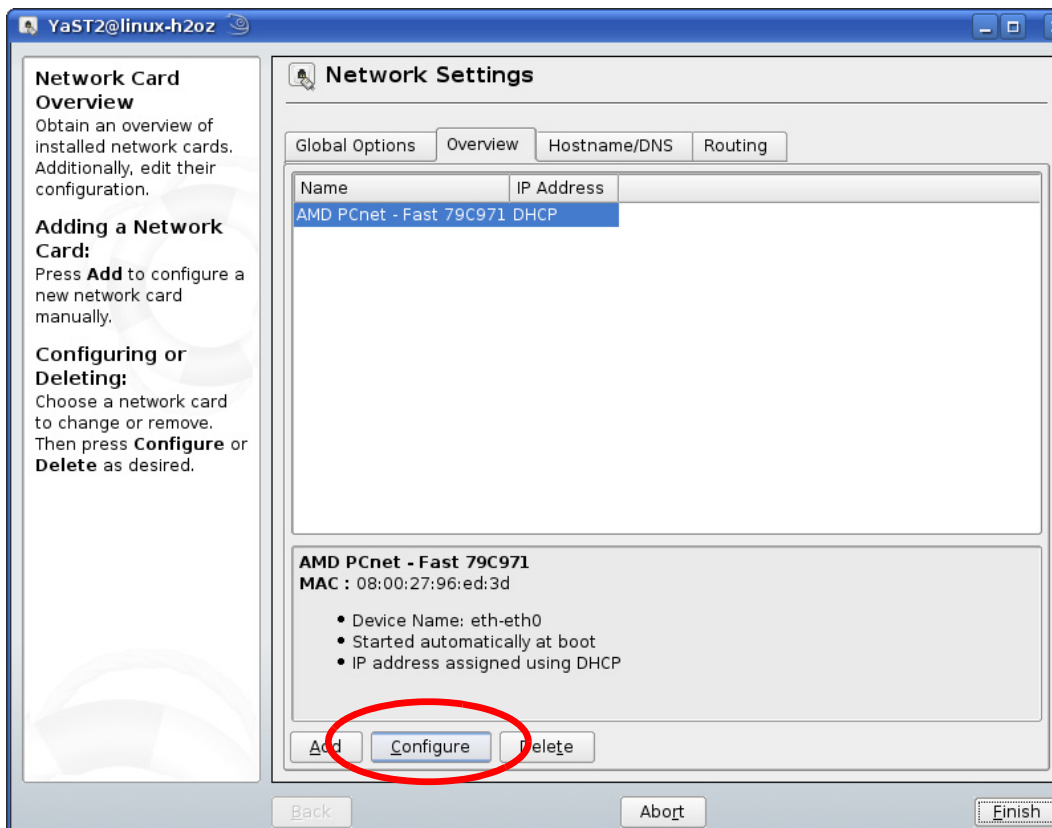 YaST2@linux-h2oz
Network Card
Overview
Obtain an overview of
installed network cards.
Additionally, edit their
configuration.
Adding a Network
Card:
Press Add to configure a
new network card
manually.
Configuring or
Deleting:
Choose a network card
to change or remove.
Then press Configure or
Delete as desired.
Network Settings
Global Options Overview Hostname/DNS Routing
Name IP Address
AMD PCnet - Fast 79C971 DHCP
AMD PCnet - Fast 79C971
MAC : 08:00:27:96:ed:3d
• Device Name: eth-eth0
• Started automatically at boot
• IP address assigned using DHCP
Add Configure Delete
Back Abort Finish